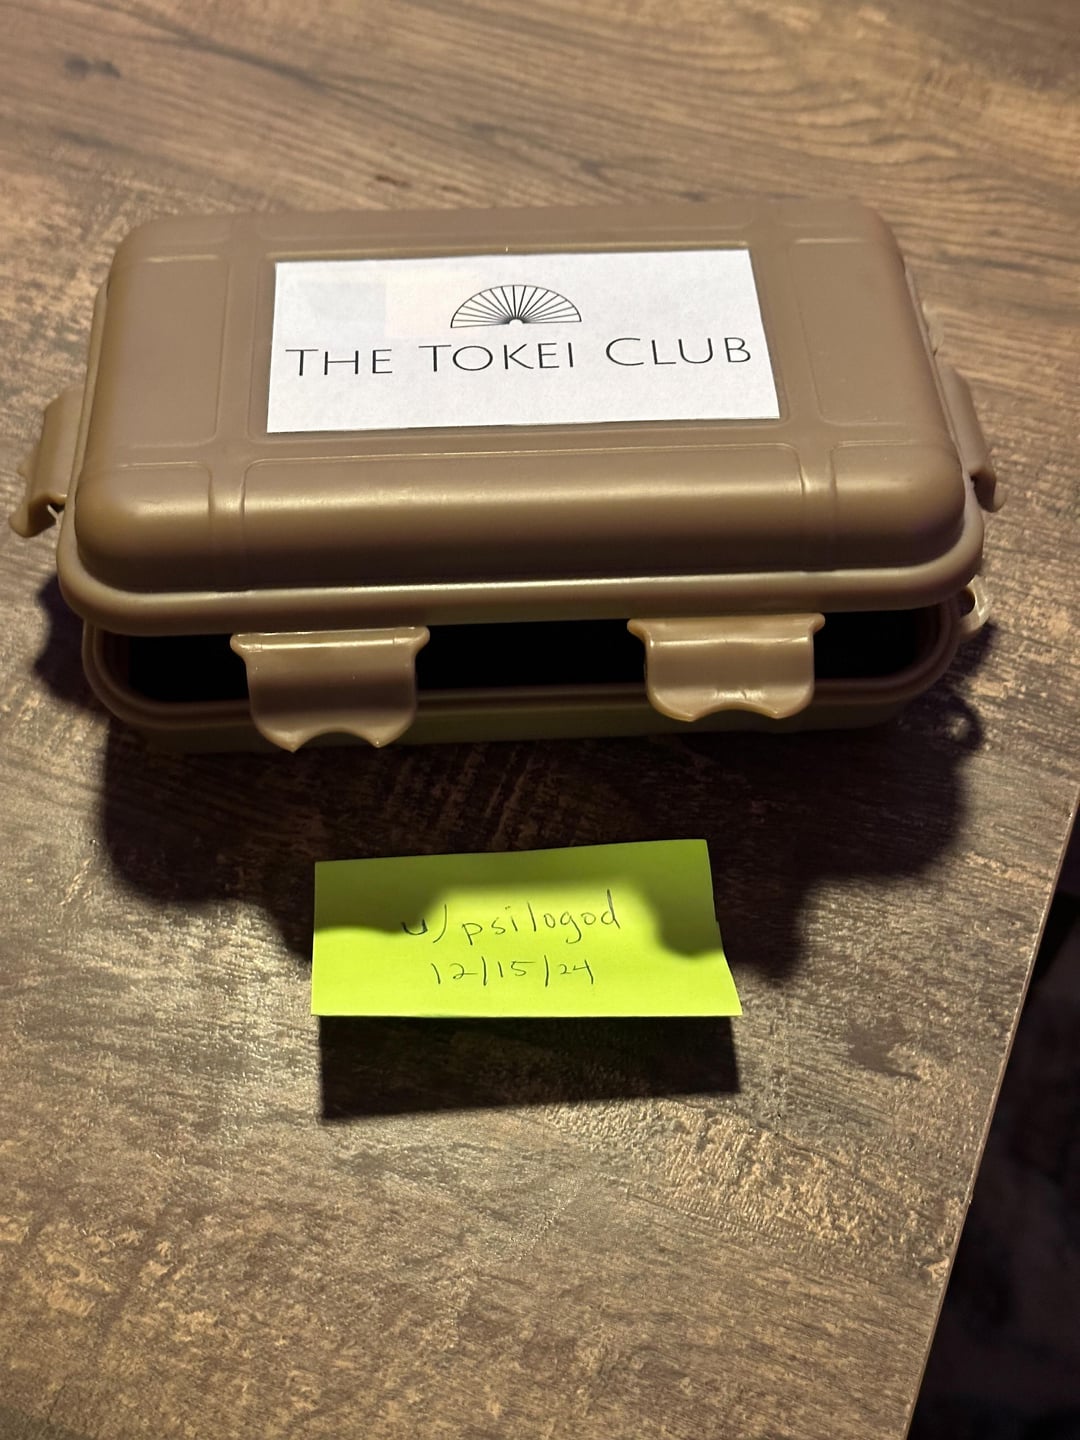 THE TOKEI CLUB
u/psilogod
12/15/24